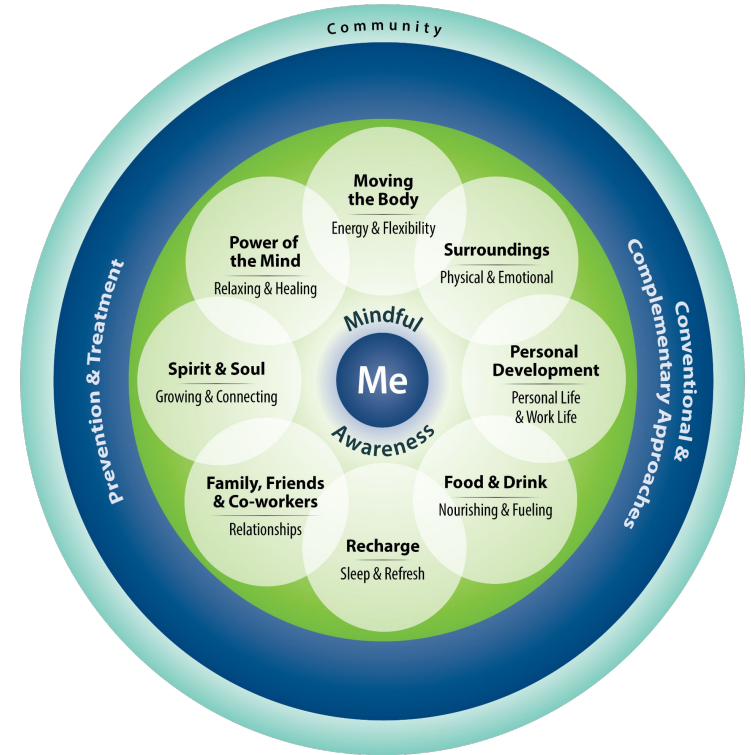 Community
Prevention & Treatment
Conventional &
Complementary Approaches
Moving
the Body
Energy & Flexibility
Surroundings
Physical & Emotional
Personal
Development
Personal Life
& Work Life
Food & Drink
Nourishing & Fueling
Recharge
Sleep & Refresh
Family, Friends
& Co-workers
Relationships
Spirit & Soul
Growing & Connecting
Power of
the Mind
Relaxing & Healing
Mindful
Me
Awareness